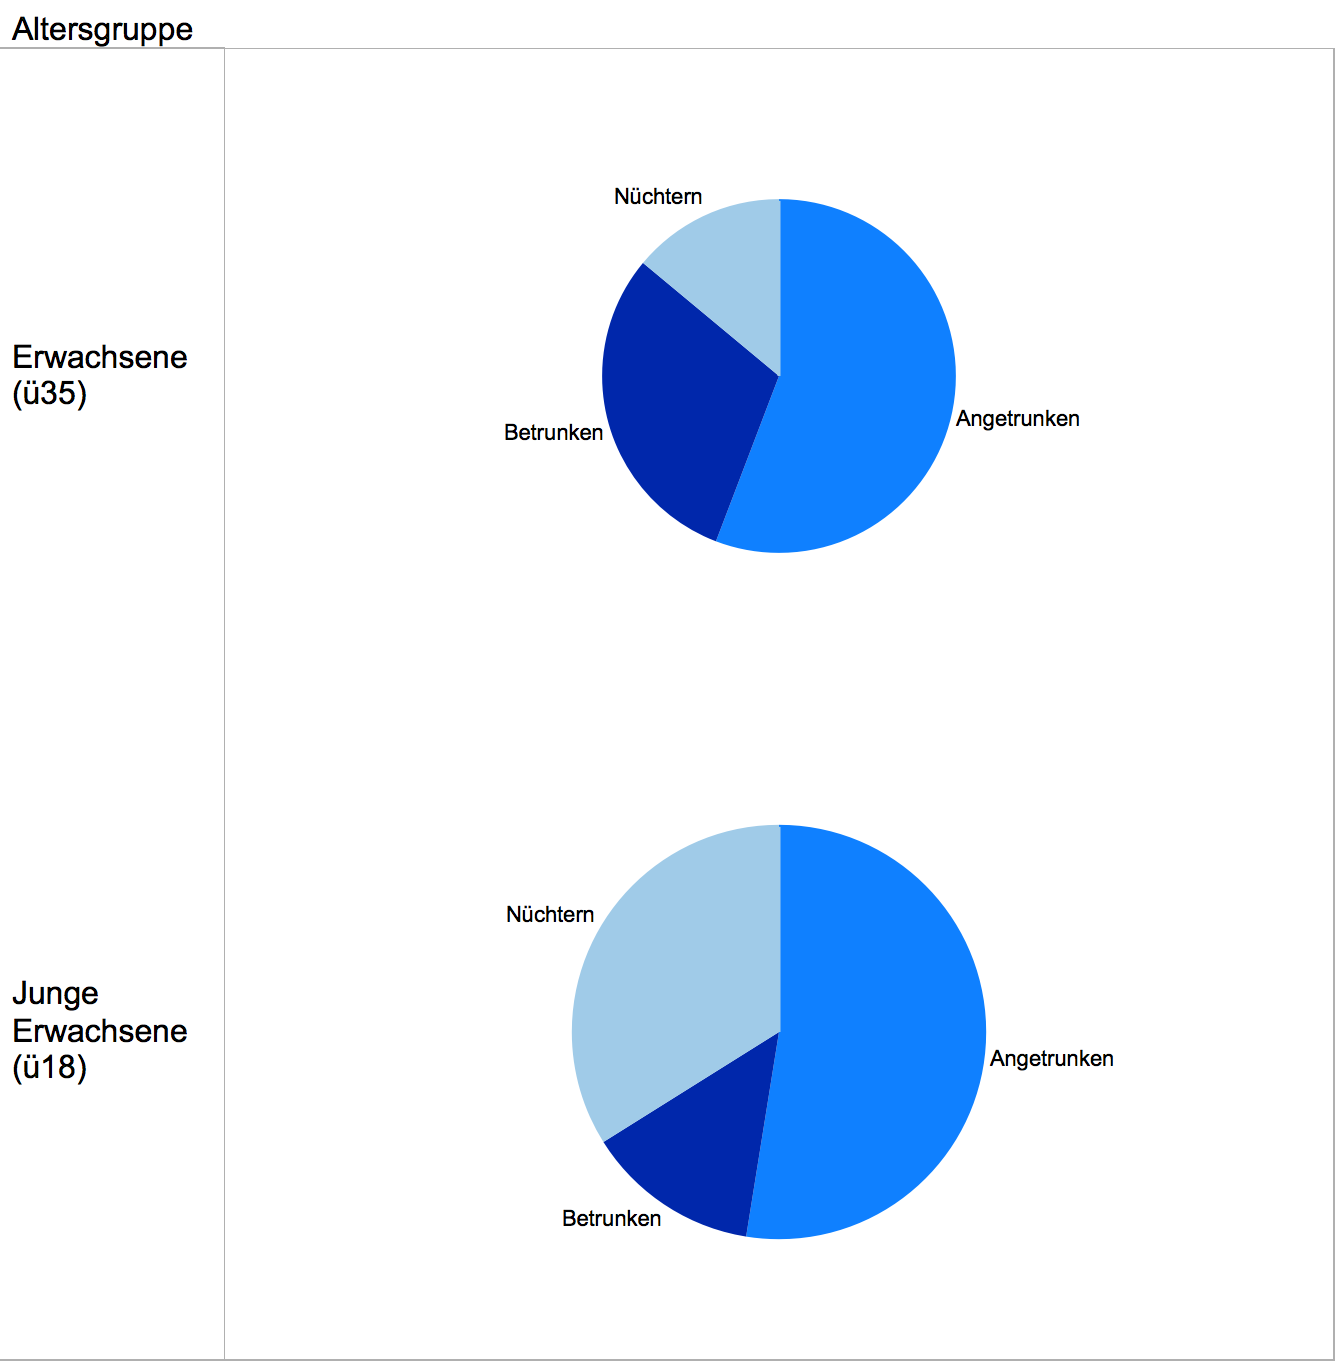 Altersgruppe
Nüchtern
Erwachsene
(ü35)
Betrunken
Angetrunken
Nüchtern
Junge
Erwachsene
(ü18)
Angetrunken
Betrunken